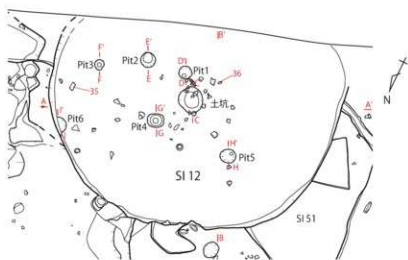 B'
F'
E'
Pit3
Pit2
D'
Pit1
F
E
D
36
35
土坑
A
A'
N
G'
C
Pit4
G
Pit6
H'
Pit5
H
SI 12
SI 51
B